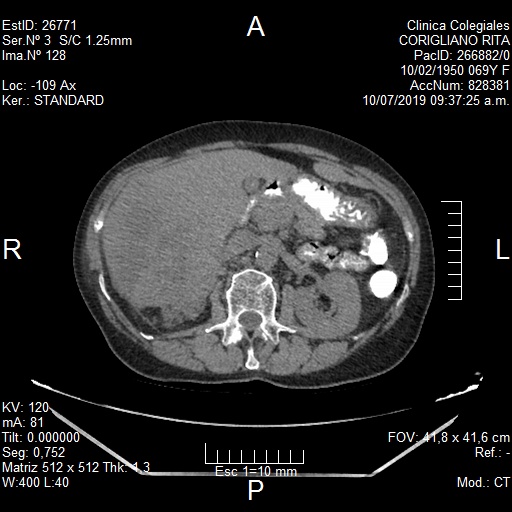 EstID: 26771
Ser.Nº 3 S/C 1.25mm
Ima.Nº 128
Loc: -109 Ax
Ker.: STANDARD
A
Clinica Colegiales
CORIGLIANO RITA
PacID: 266882/0
10/02/1950 069Y F
AccNum: 828381
10/07/2019 09:37:25 a.m.
R
L
KV: 120
mA: 81
Tilt: 0.000000
Seg: 0,752
Matriz 512 x 512 Thk: 1.3
W:400 L:40
Esc 1=10 mm
P
FOV: 41,8 x 41,6 cm
Ref.: -
Mod.: CT